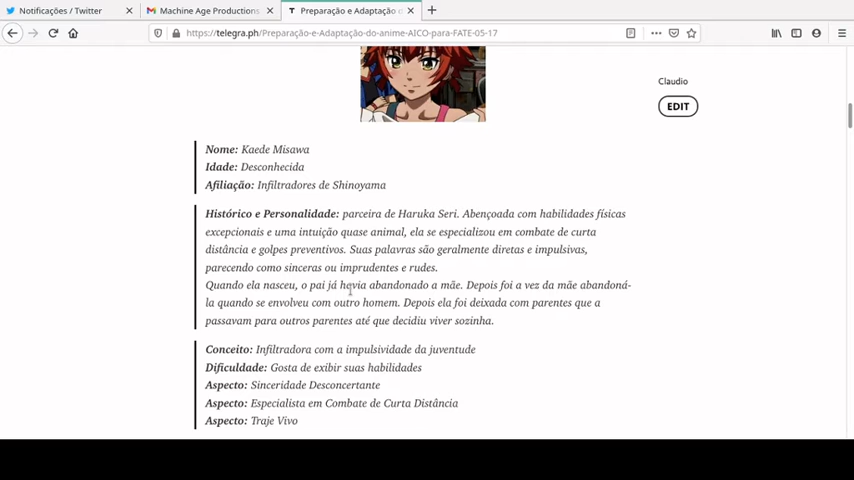 Notificações / Twitter
Machine Age Productions
Preparação e Adaptação d
https://telegra.ph/Preparação-e-Adaptação-do-anime-AICO-para-FATE-05-17
Claudio
EDIT
Nome: Kaede Misawa
Idade: Desconhecida
Afiliação: Infiltradores de Shinoyama
Histórico e Personalidade: parceira de Haruka Seri. Abençoada com habilidades físicas
excepcionais e uma intuição quase animal, ela se especializou em combate de curta
distância e golpes preventivos. Suas palavras são geralmente diretas e impulsivas,
parecendo como sinceras ou imprudentes e rudes.
Quando ela nasceu, o pai já havia abandonado a mãe. Depois foi a vez da mãe abandoná-
la quando se envolveu com outro homem. Depois ela foi deixada com parentes que a
passavam para outros parentes até que decidiu viver sozinha.
Conceito: Infiltradora com a impulsividade da juventude
Dificuldade: Gosta de exibir suas habilidades
Aspecto: Sinceridade Desconcertante
Aspecto: Especialista em Combate de Curta Distância
Aspecto: Traje Vivo